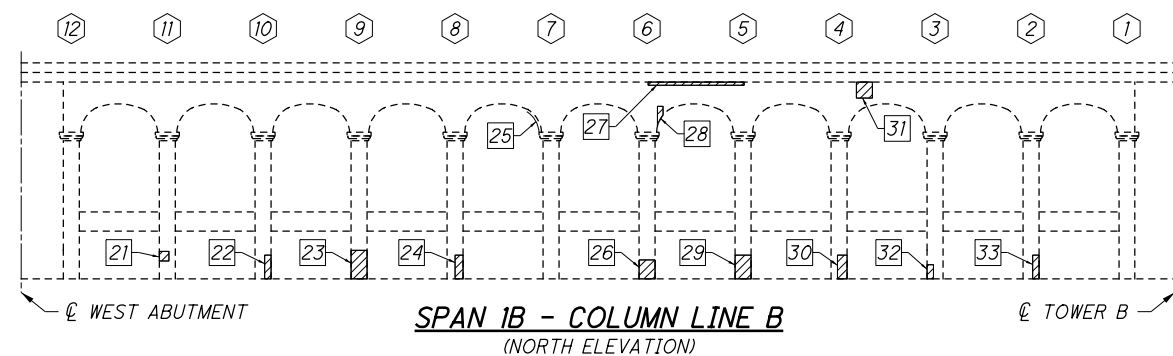 12 11 10 9 8 7 6 5 4 3 2 1
27 31
25 28
21 22 23 24 26 29 30 32 33
℄ WEST ABUTMENT ℄ TOWER B
SPAN 1B - COLUMN LINE B
(NORTH ELEVATION)